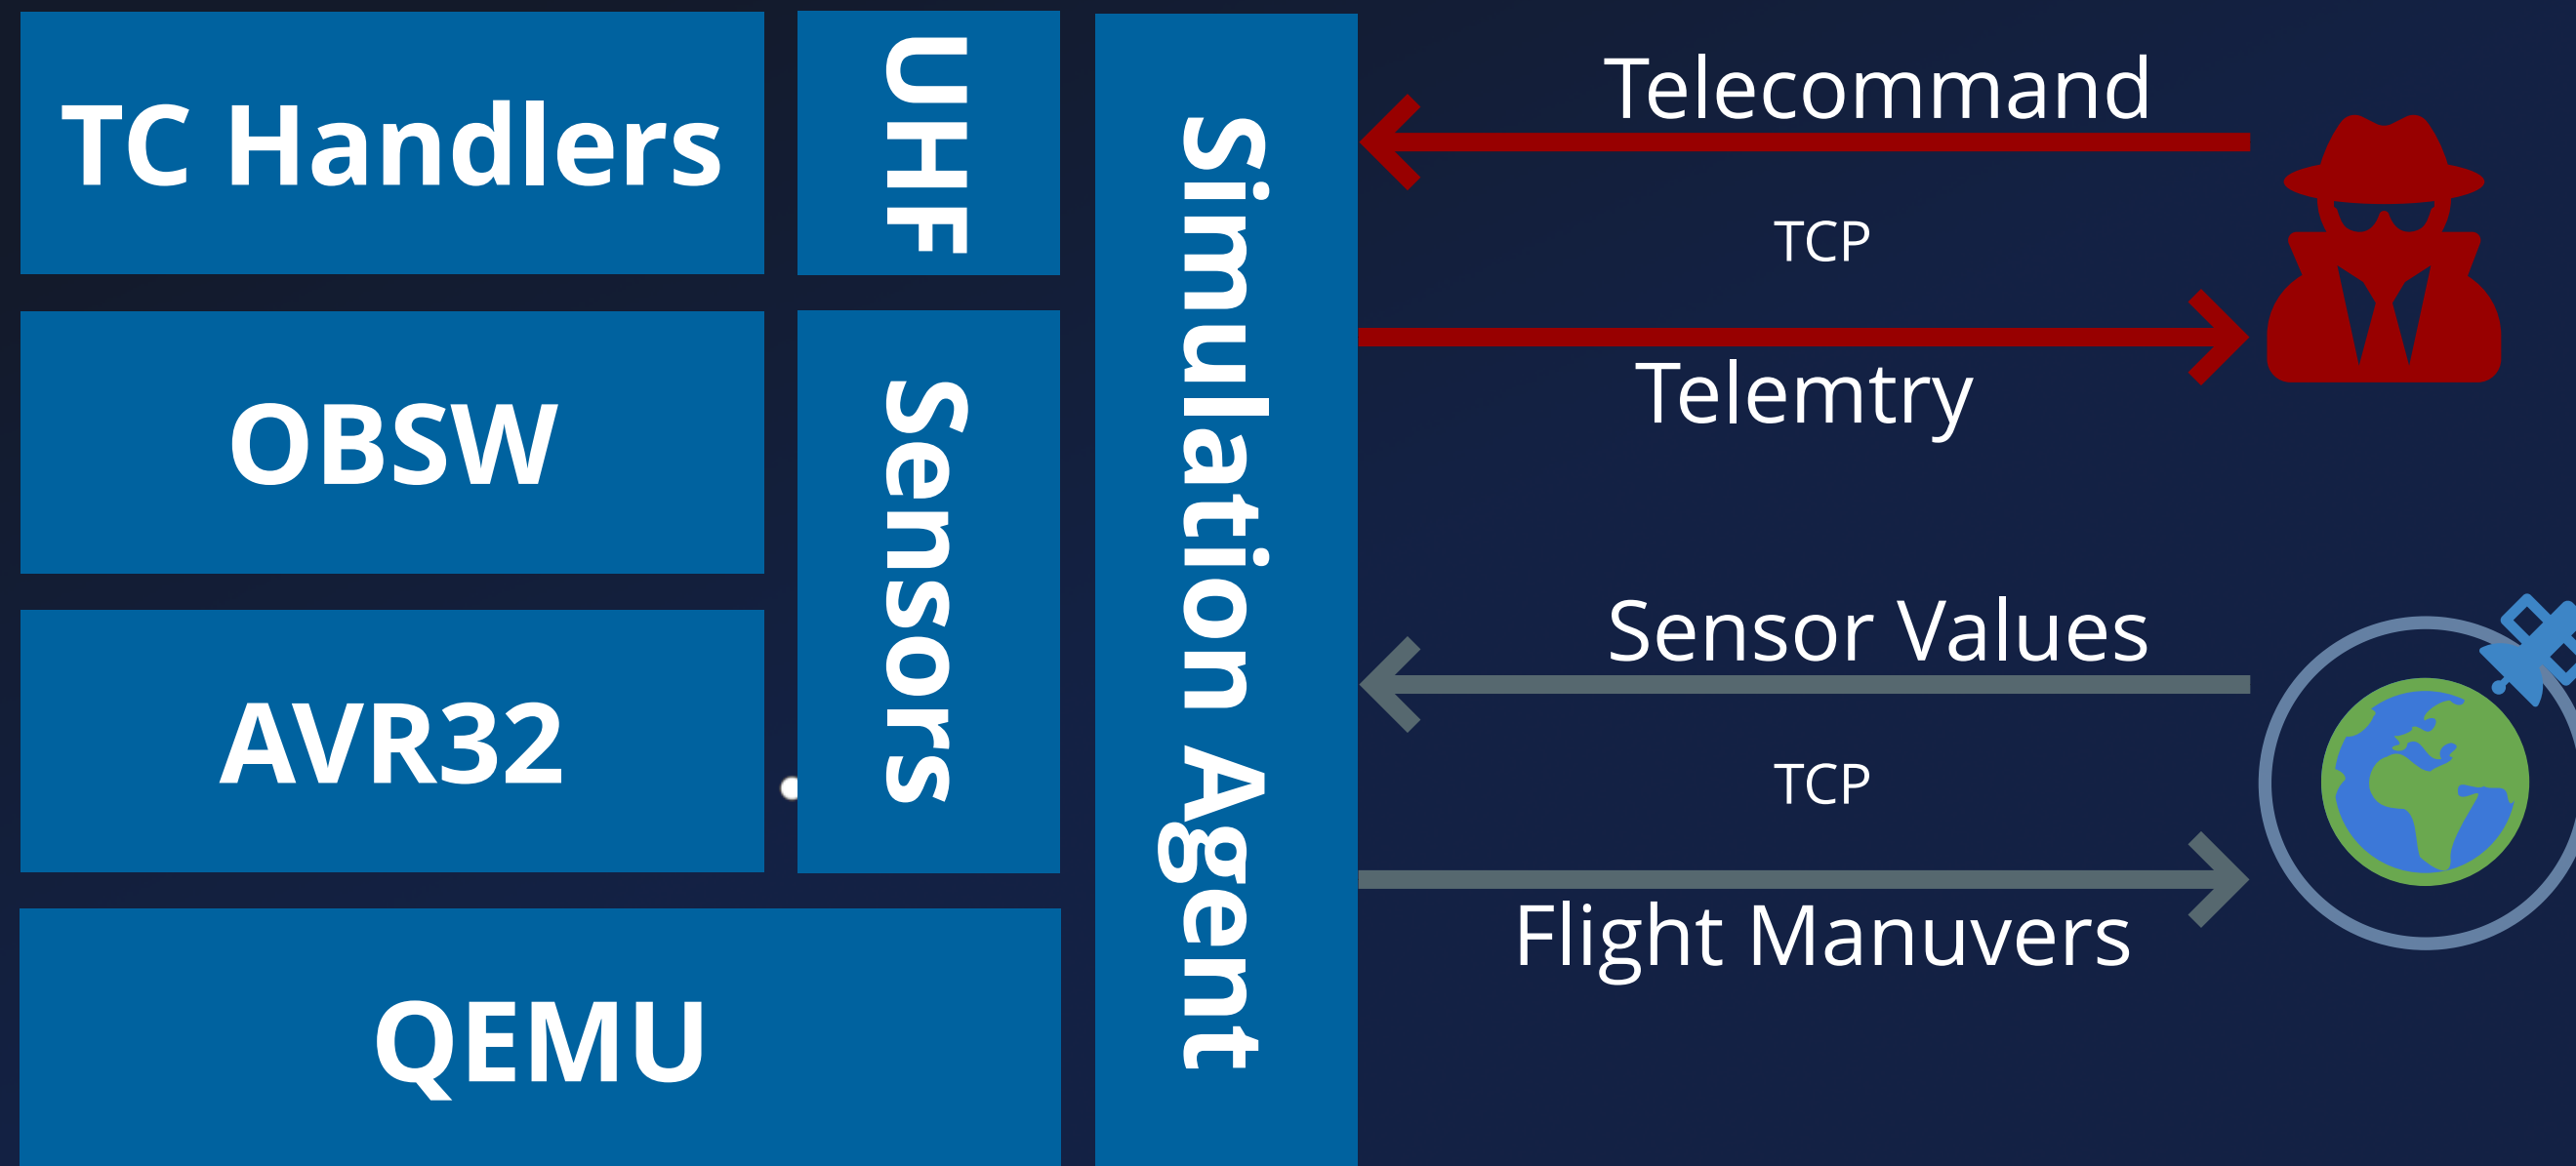 TC Handlers
UHF
Simulation Agent
Telecommand
TCP
Telemtry
OBSW
Sensors
AVR32
Sensor Values
TCP
Flight Manuvers
QEMU